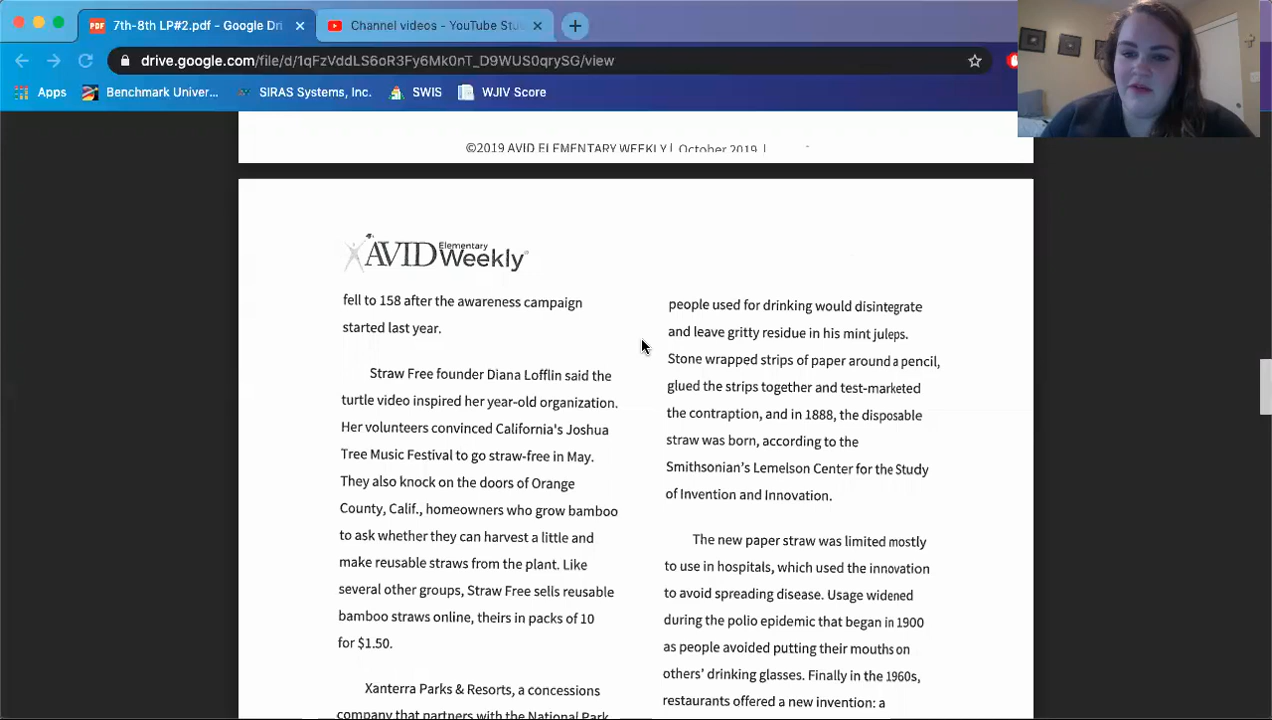 7th-8th LP#2.pdf - Google Dri
Channel videos - YouTube Stu
drive.google.com/file/d/1qFzVddLS6oR3Fy6Mk0nT_D9WUS0qrySG/view
Apps
Benchmark Univer...
SIRAS Systems, Inc.
SWIS
WJIV Score
©2019 AVID ELEMENTARY WEEKLY | October 2019 |
AVID Elementary Weekly
fell to 158 after the awareness campaign
started last year.
Straw Free founder Diana Lofflin said the
turtle video inspired her year-old organization.
Her volunteers convinced California's Joshua
Tree Music Festival to go straw-free in May.
They also knock on the doors of Orange
County, Calif., homeowners who grow bamboo
to ask whether they can harvest a little and
make reusable straws from the plant. Like
several other groups, Straw Free sells reusable
bamboo straws online, theirs in packs of 10
for $1.50.
Xanterra Parks & Resorts, a concessions
company that partners with the National Park
people used for drinking would disintegrate
and leave gritty residue in his mint juleps.
Stone wrapped strips of paper around a pencil,
glued the strips together and test-marketed
the contraption, and in 1888, the disposable
straw was born, according to the
Smithsonian's Lemelson Center for the Study
of Invention and Innovation.
The new paper straw was limited mostly
to use in hospitals, which used the innovation
to avoid spreading disease. Usage widened
during the polio epidemic that began in 1900
as people avoided putting their mouths on
others' drinking glasses. Finally in the 1960s,
restaurants offered a new invention: a